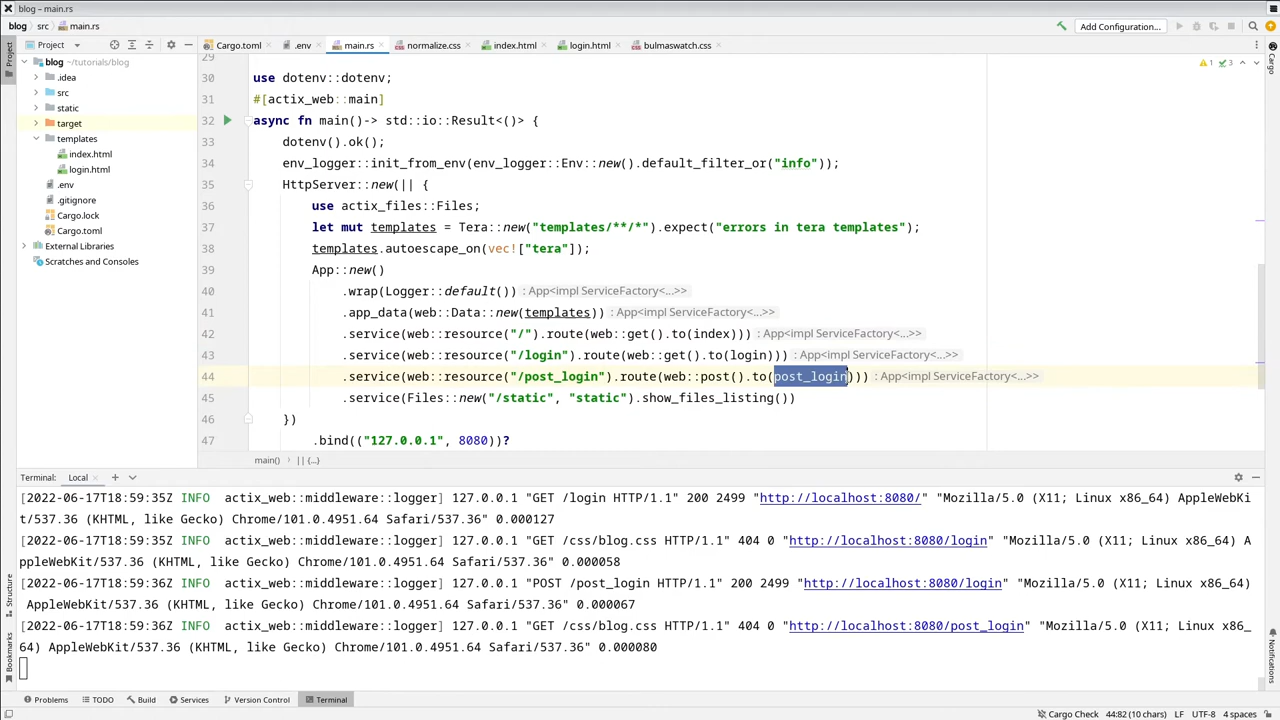 blog – main.rs
blog src main.rs Add Configuration...
Project Cargo.toml .env main.rs normalize.css index.html login.html bulmaswatch.css
Project
Cargo
blog ~/tutorials/blog
.idea
src
static
target
templates
index.html
login.html
.env
.gitignore
Cargo.lock
Cargo.toml
External Libraries
Scratches and Consoles
1 3
29
30 use dotenv::dotenv;
31 #[actix_web::main]
32 async fn main()-> std::io::Result<()> {
33 dotenv().ok();
34 env_logger::init_from_env(env_logger::Env::new().default_filter_or("info"));
35 HttpServer::new(|| {
36 use actix_files::Files;
37 let mut templates = Tera::new("templates/**/*").expect("errors in tera templates");
38 templates.autoescape_on(vec!["tera"]);
39 App::new()
40 .wrap(Logger::default()) : App<impl ServiceFactory<...>>
41 .app_data(web::Data::new(templates)) : App<impl ServiceFactory<...>>
42 .service(web::resource("/").route(web::get().to(index))) : App<impl ServiceFactory<...>>
43 .service(web::resource("/login").route(web::get().to(login))) : App<impl ServiceFactory<...>>
44 .service(web::resource("/post_login").route(web::post().to(post_login))) : App<impl ServiceFactory<...>>
45 .service(Files::new("/static", "static").show_files_listing())
46 })
47 .bind(("127.0.0.1", 8080))?
main() || {...}
Terminal: Local
[2022-06-17T18:59:35Z INFO actix_web::middleware::logger] 127.0.0.1 "GET /login HTTP/1.1" 200 2499 "http://localhost:8080/" "Mozilla/5.0 (X11; Linux x86_64) AppleWebKi
t/537.36 (KHTML, like Gecko) Chrome/101.0.4951.64 Safari/537.36" 0.000127
[2022-06-17T18:59:35Z INFO actix_web::middleware::logger] 127.0.0.1 "GET /css/blog.css HTTP/1.1" 404 0 "http://localhost:8080/login" "Mozilla/5.0 (X11; Linux x86_64) A
ppleWebKit/537.36 (KHTML, like Gecko) Chrome/101.0.4951.64 Safari/537.36" 0.000058
[2022-06-17T18:59:36Z INFO actix_web::middleware::logger] 127.0.0.1 "POST /post_login HTTP/1.1" 200 2499 "http://localhost:8080/login" "Mozilla/5.0 (X11; Linux x86_64)
AppleWebKit/537.36 (KHTML, like Gecko) Chrome/101.0.4951.64 Safari/537.36" 0.000067
[2022-06-17T18:59:36Z INFO actix_web::middleware::logger] 127.0.0.1 "GET /css/blog.css HTTP/1.1" 404 0 "http://localhost:8080/post_login" "Mozilla/5.0 (X11; Linux x86_
64) AppleWebKit/537.36 (KHTML, like Gecko) Chrome/101.0.4951.64 Safari/537.36" 0.000080
Structure
Bookmarks
Notifications
Problems TODO Build Services Version Control Terminal
Cargo Check 44:82 (10 chars) LF UTF-8 4 spaces